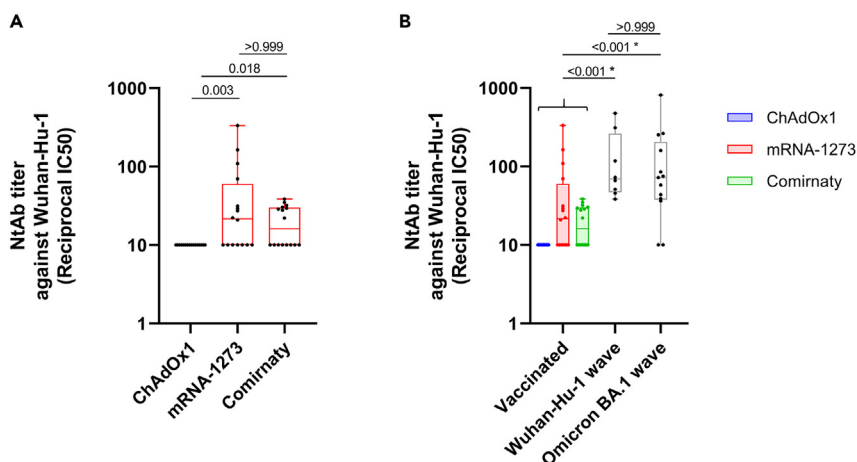 A
>0.999
0.018
0.003
NtAb titer
against Wuhan-Hu-1
(Reciprocal IC50)
1000
100
10
1
ChAdOx1
mRNA-1273
Comirnaty
B
>0.999
<0.001 *
<0.001 *
NtAb titer
against Wuhan-Hu-1
(Reciprocal IC50)
1000
100
10
1
Vaccinated
Wuhan-Hu-1 wave
Omicron BA.1 wave
ChAdOx1
mRNA-1273
Comirnaty